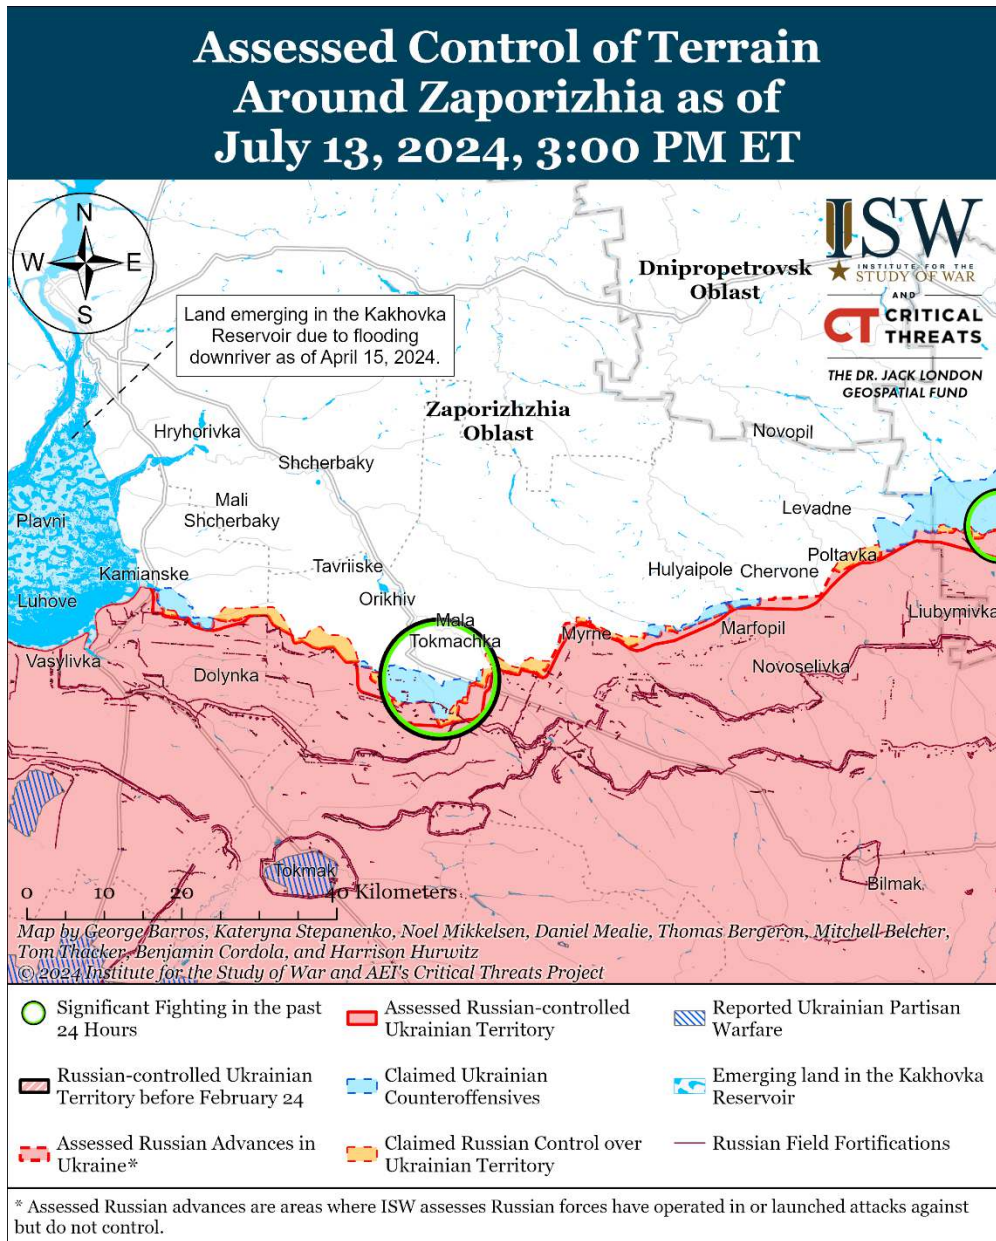 Assessed Control of Terrain
Around Zaporizhia as of
July 13, 2024, 3:00 PM ET
N
W
E
S
Land emerging in the Kakhovka
Reservoir due to flooding
downriver as of April 15, 2024.
ISW
INSTITUTE FOR THE
STUDY OF WAR
AND
CT CRITICAL
THREATS
THE DR. JACK LONDON
GEOSPATIAL FUND
Dnipropetrovsk
Oblast
Zaporizhzhia
Oblast
Hryhorivka
Novopil
Shcherbaky
Mali
Shcherbaky
Levadne
Plavni
Poltavka
Kamianske
Tavriiske
Hulyaipole
Chervone
Luhove
Orikhiv
Liubymivka
Mala
Tokmachka
Myrne
Marfopil
Vasylivka
Dolynka
Novoselivka
Tokmak
Bilmak
0
10
20
40 Kilometers
Map by George Barros, Kateryna Stepanenko, Noel Mikkelsen, Daniel Mealie, Thomas Bergeron, Mitchell Belcher,
Tom Thacker, Benjamin Cordola, and Harrison Hurwitz
© 2024 Institute for the Study of War and AEI's Critical Threats Project
Significant Fighting in the past
24 Hours
Assessed Russian-controlled
Ukrainian Territory
Reported Ukrainian Partisan
Warfare
Russian-controlled Ukrainian
Territory before February 24
Claimed Ukrainian
Counteroffensives
Emerging land in the Kakhovka
Reservoir
Assessed Russian Advances in
Ukraine*
Claimed Russian Control over
Ukrainian Territory
Russian Field Fortifications
* Assessed Russian advances are areas where ISW assesses Russian forces have operated in or launched attacks against
but do not control.